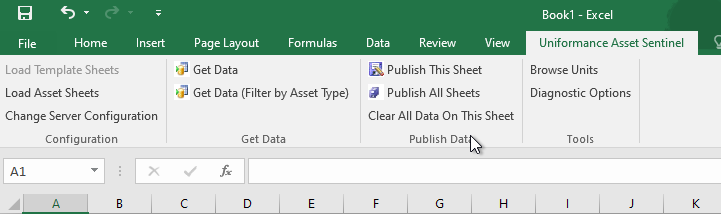 Book1 - Excel
File Home Insert Page Layout Formulas Data Review View Uniformance Asset Sentinel
Load Template Sheets Get Data Publish This Sheet Browse Units
Load Asset Sheets Get Data (Filter by Asset Type) Publish All Sheets Diagnostic Options
Change Server Configuration Clear All Data On This Sheet
Configuration Get Data Publish Data Tools
A1 fx
A B C D E F G H I J K